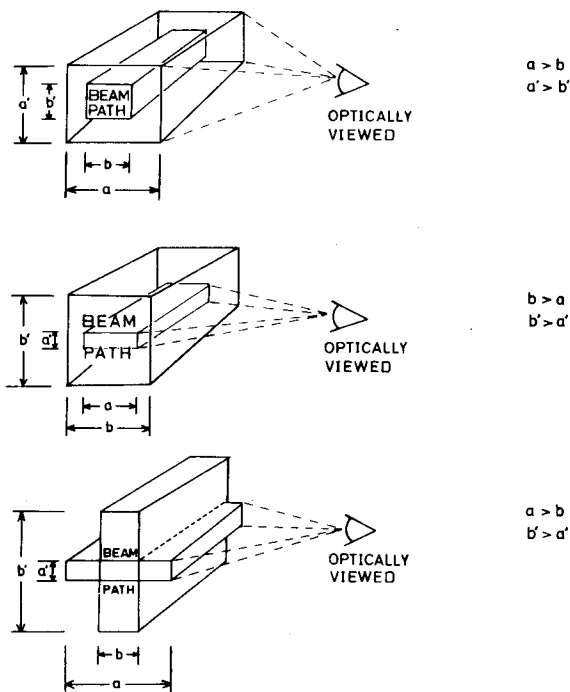 a'
b'
BEAM
PATH
b
a
OPTICALLY
VIEWED
a > b
a' > b'
b'
a'
BEAM
PATH
a
b
OPTICALLY
VIEWED
b > a
b' > a'
b'
a'
BEAM
PATH
b
a
OPTICALLY
VIEWED
a > b
b' > a'